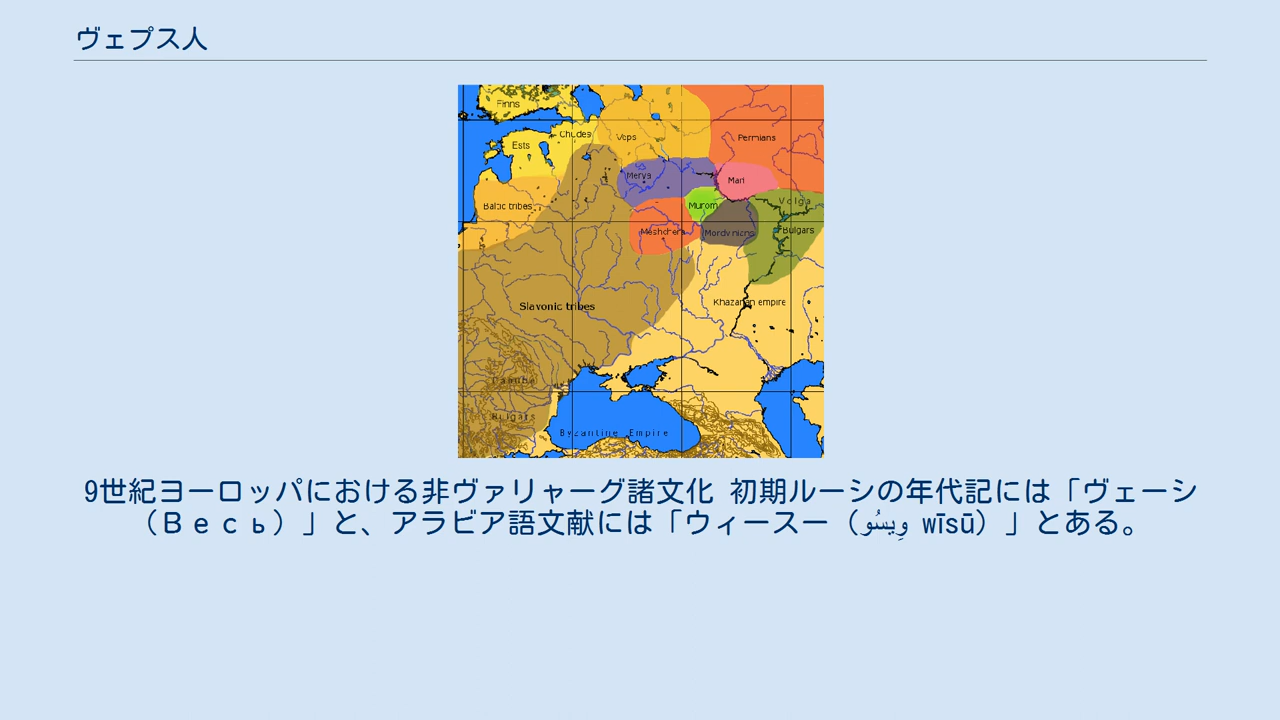 ヴェプス人
Finns
Chudes
Veps
Permians
Ests
Merya
Mari
Baltic tribes
Murom
Volga
Meshchera
Mordvinians
Bulgars
Slavonic tribes
Khazarian empire
Danube
Bulgars
Byzantine Empire
9世紀ヨーロッパにおける非ヴァリャーグ諸文化 初期ルーシの年代記には「ヴェーシ
（Ｂｅｓь）」と、アラビア語文献には「ウィースー（وِيسُو wīsū）」とある。